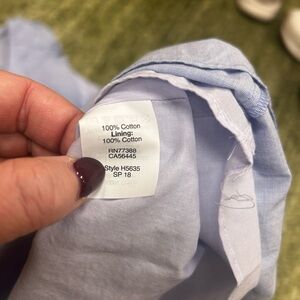 100% Cotton
Lining:
100% Cotton
RN77388
CA56445
Style H5635
SP 18